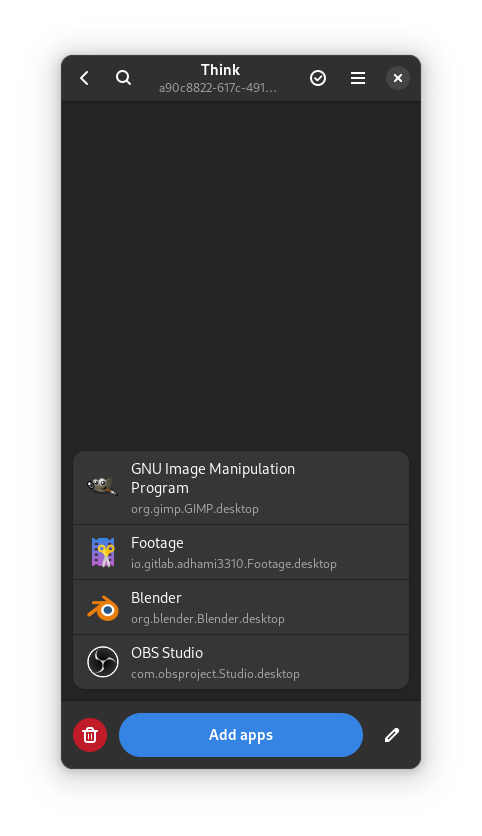 Think
a90c8822-617c-491…
GNU Image Manipulation
Program
org.gimp.GIMP.desktop
Footage
io.gitlab.adhami3310.Footage.desktop
Blender
org.blender.Blender.desktop
OBS Studio
com.obsproject.Studio.desktop
Add apps